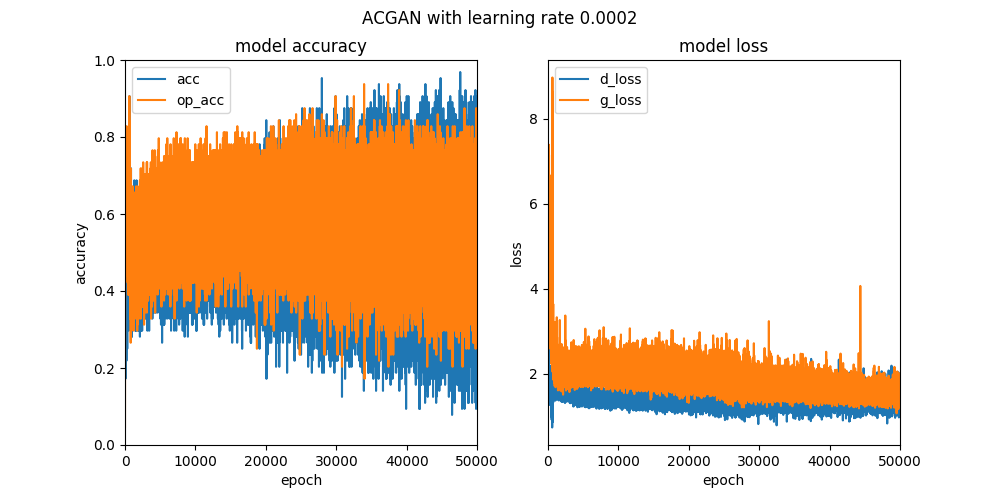 ACGAN with learning rate 0.0002
model accuracy
acc
op_acc
accuracy
1.0
0.8
0.6
0.4
0.2
0.0
0 10000 20000 30000 40000 50000
epoch
model loss
d_loss
g_loss
loss
8
6
4
2
0 10000 20000 30000 40000 50000
epoch